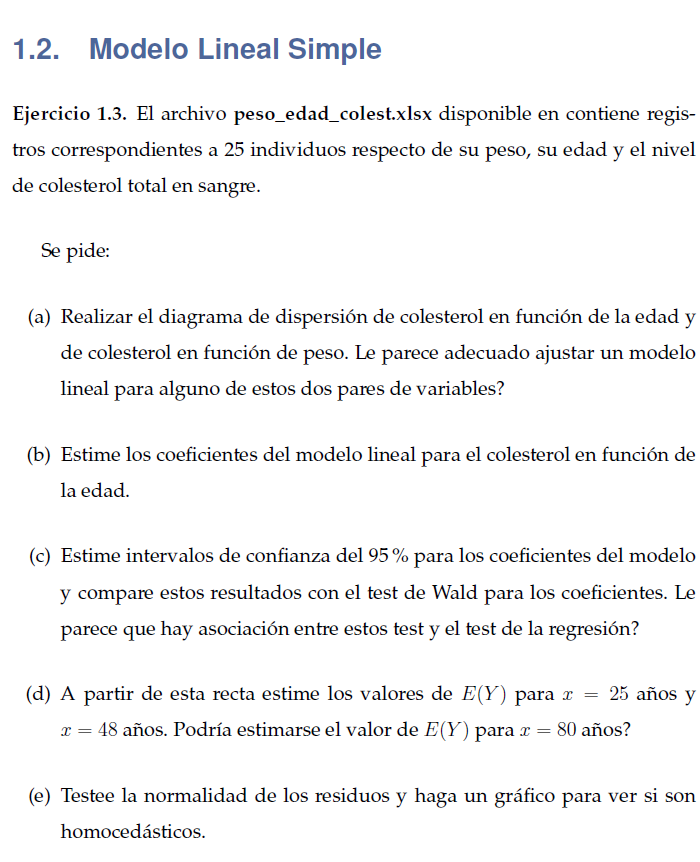 1.2. Modelo Lineal Simple
Ejercicio 1.3. El archivo peso_edad_colest.xlsx disponible en contiene regis-
tros correspondientes a 25 individuos respecto de su peso, su edad y el nivel
de colesterol total en sangre.
Se pide:
(a) Realizar el diagrama de dispersión de colesterol en función de la edad y
de colesterol en función de peso. Le parece adecuado ajustar un modelo
lineal para alguno de estos dos pares de variables?
(b) Estime los coeficientes del modelo lineal para el colesterol en función de
la edad.
(c) Estime intervalos de confianza del 95 % para los coeficientes del modelo
y compare estos resultados con el test de Wald para los coeficientes. Le
parece que hay asociación entre estos test y el test de la regresión?
(d) A partir de esta recta estime los valores de E(Y) para x = 25 años y
x = 48 años. Podría estimarse el valor de E(Y) para x = 80 años?
(e) Testee la normalidad de los residuos y haga un gráfico para ver si son
homocedásticos.